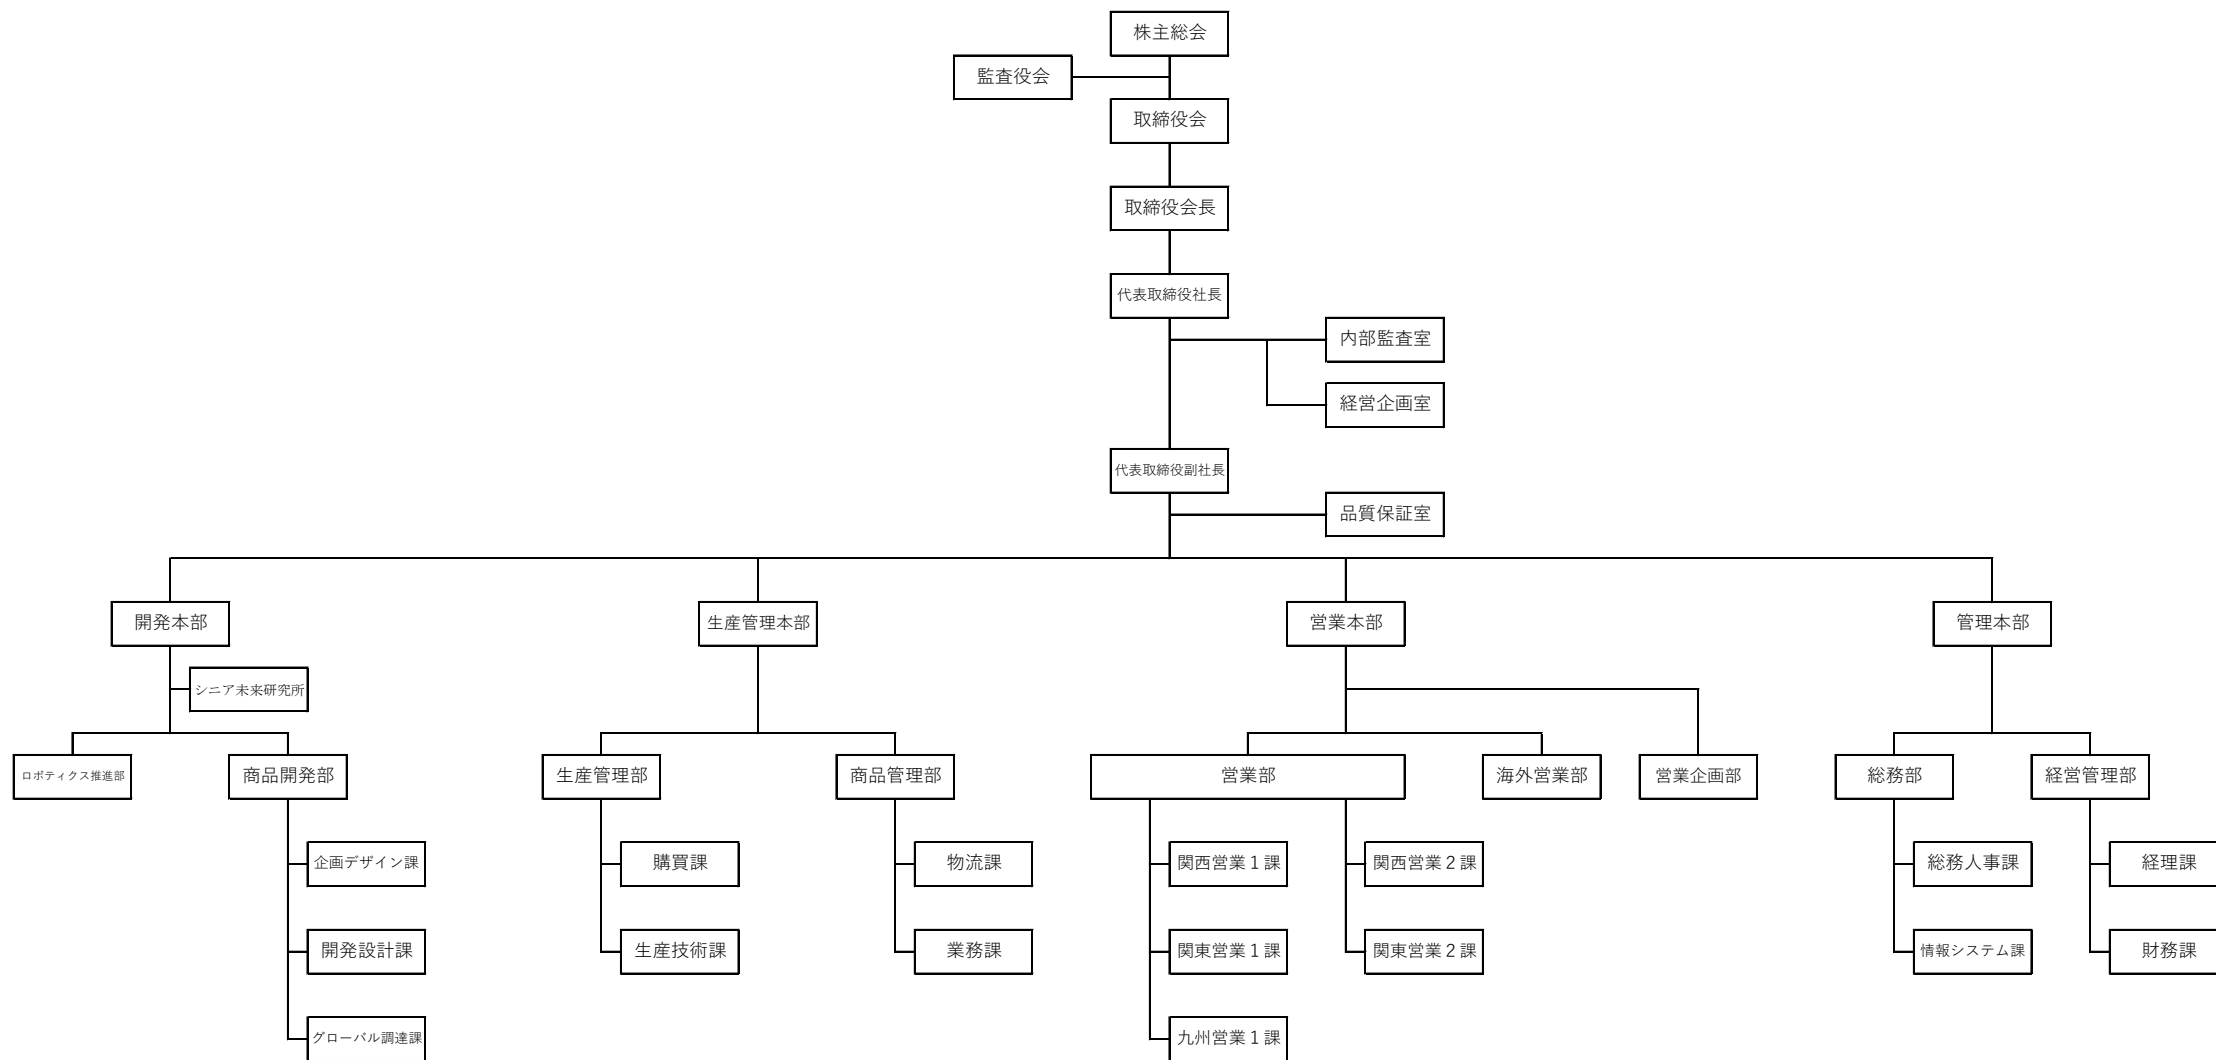 株主総会
監査役会
取締役会
取締役会長
代表取締役社長
内部監査室
経営企画室
代表取締役副社長
品質保証室
開発本部
生産管理本部
営業本部
管理本部
シニア未来研究所
ロボティクス推進部
商品開発部
生産管理部
商品管理部
営業部
海外営業部
営業企画部
総務部
経営管理部
企画デザイン課
購買課
物流課
関西営業１課
関西営業２課
総務人事課
経理課
開発設計課
生産技術課
業務課
関東営業１課
関東営業２課
情報システム課
財務課
グローバル調達課
九州営業１課